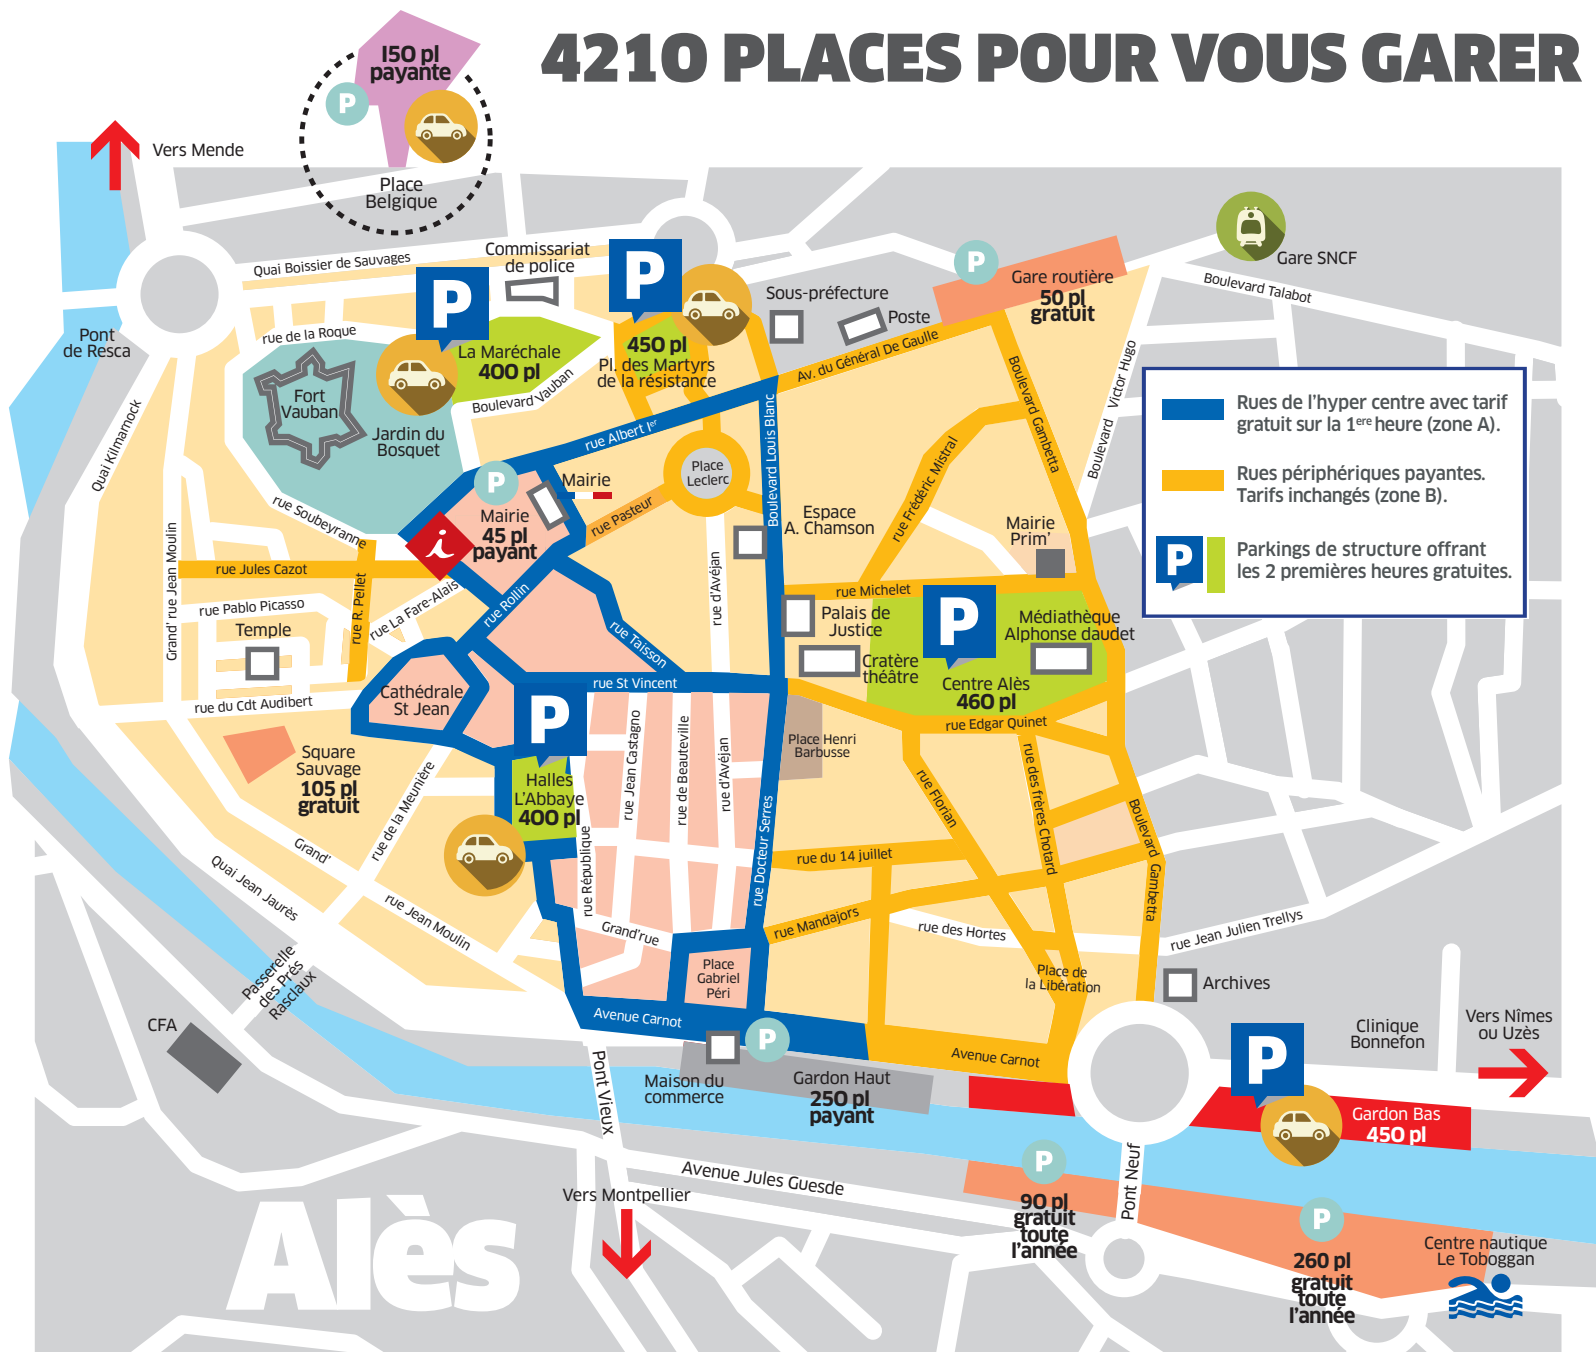 4210 PLACES POUR VOUS GARER
150 pl
payante
P
Place
Belgique
Vers Mende
Quai Boissier de Sauvages
Commissariat
de police
P
P
P
Gare routière
50 pl
gratuit
Gare SNCF
Boulevard Talabot
Sous-préfecture
Poste
Pont
de Resca
rue de la Roque
La Maréchale
400 pl
Boulevard Vauban
450 pl
Pl. des Martyrs
de la résistance
Av. du Général De Gaulle
Fort
Vauban
Jardin du
Bosquet
rue Albert Ier
Boulevard Louis Blanc
Boulevard Gambetta
Boulevard Victor Hugo
Rues de l'hyper centre avec tarif
gratuit sur la 1ere heure (zone A).
Rues périphériques payantes.
Tarifs inchangés (zone B).
P
Parkings de structure offrant
les 2 premières heures gratuites.
Quai Kilmarnock
rue Soubeyranne
P
Mairie
Mairie
45 pl
payant
i
rue Pasteur
Place
Leclerc
Espace
A. Chamson
rue Frédéric Mistral
Mairie
Prim'
Grand' rue Jean Moulin
rue Jules Cazot
rue R. Pellet
rue Pablo Picasso
Temple
rue La Fare-Alais
rue Rollin
rue Taisson
rue d'Avéjan
rue Michelet
Palais de
Justice
P
Médiathèque
Alphonse daudet
Cratère
théâtre
Centre Alès
460 pl
rue St Vincent
rue du Cdt Audibert
Cathédrale
St Jean
P
rue Edgar Quinet
Place Henri
Barbusse
Square
Sauvage
105 pl
gratuit
rue de la Meunière
Halles
L'Abbaye
400 pl
rue République
rue Jean Castagno
rue de Beauteville
rue d'Avéjan
rue Docteur Serres
rue Florian
rue des frères Chotard
Boulevard Gambetta
rue du 14 juillet
Grand'
rue Jean Moulin
Quai Jean Jaurès
Grand'rue
rue Mandajors
rue des Hortes
rue Jean Julien Trellys
Passerelle
des Prés
Rasclaux
Place
Gabriel
Péri
Place de
la Libération
Archives
CFA
Avenue Carnot
P
Avenue Carnot
P
Clinique
Bonnefon
Vers Nîmes
ou Uzès
Pont Vieux
Maison du
commerce
Gardon Haut
250 pl
payant
Gardon Bas
450 pl
Avenue Jules Guesde
Vers Montpellier
P
90 pl
gratuit
toute
l'année
Pont Neuf
P
260 pl
gratuit
toute
l'année
Centre nautique
Le Toboggan
Alès